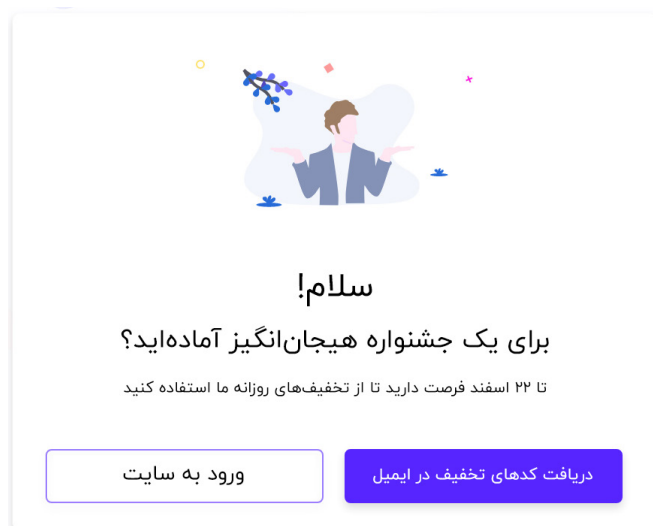 سلام!
برای یک جشنواره هیجان‌انگیز آماده‌اید؟
تا ۲۲ اسفند فرصت دارید تا از تخفیف‌های روزانه ما استفاده کنید
دریافت کدهای تخفیف در ایمیل
ورود به سایت